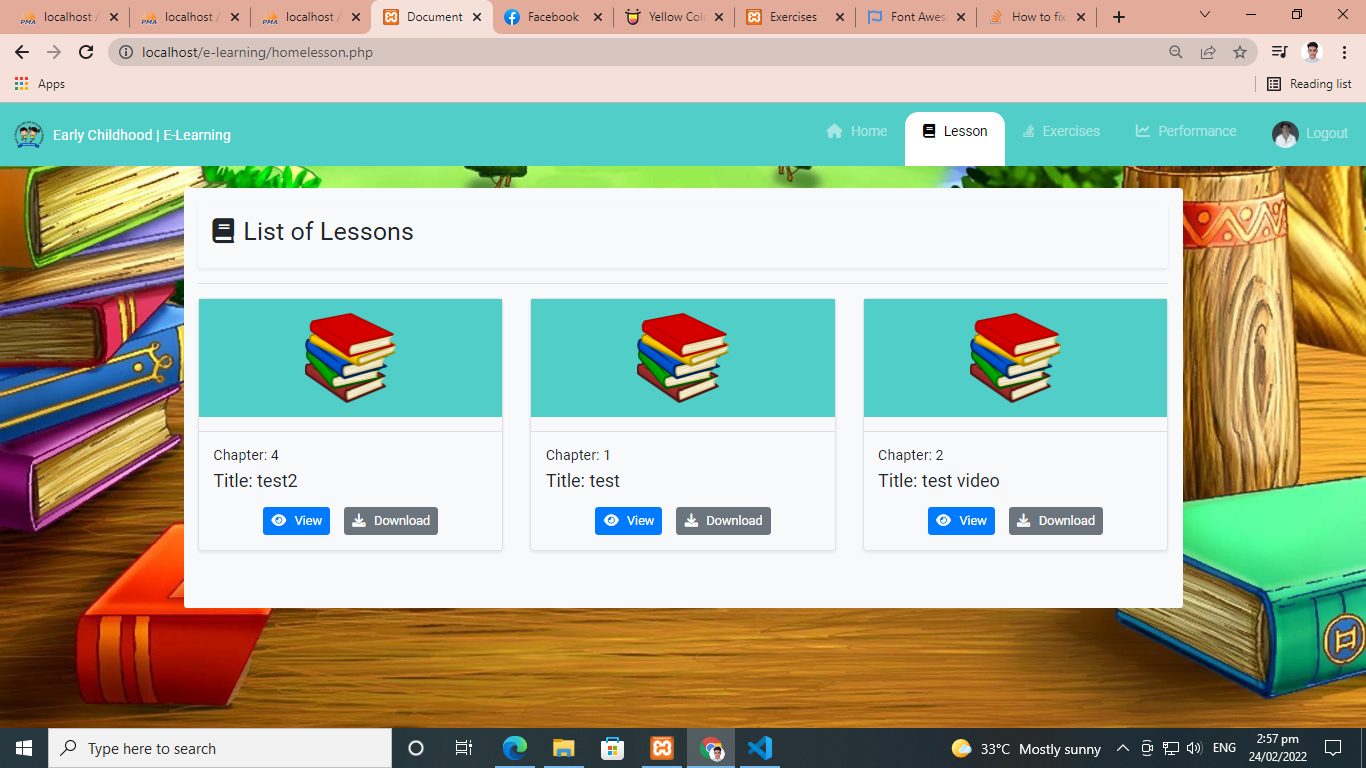 localhost /
localhost /
localhost /
Document
Facebook
Yellow Col
Exercises
Font Awes
How to fix
localhost/e-learning/homelesson.php
Apps
Reading list
Early Childhood | E-Learning
Home
Lesson
Exercises
Performance
Logout
List of Lessons
Chapter: 4
Title: test2
View Download
Chapter: 1
Title: test
View Download
Chapter: 2
Title: test video
View Download
Type here to search
33°C Mostly sunny
ENG
2:57 pm
24/02/2022